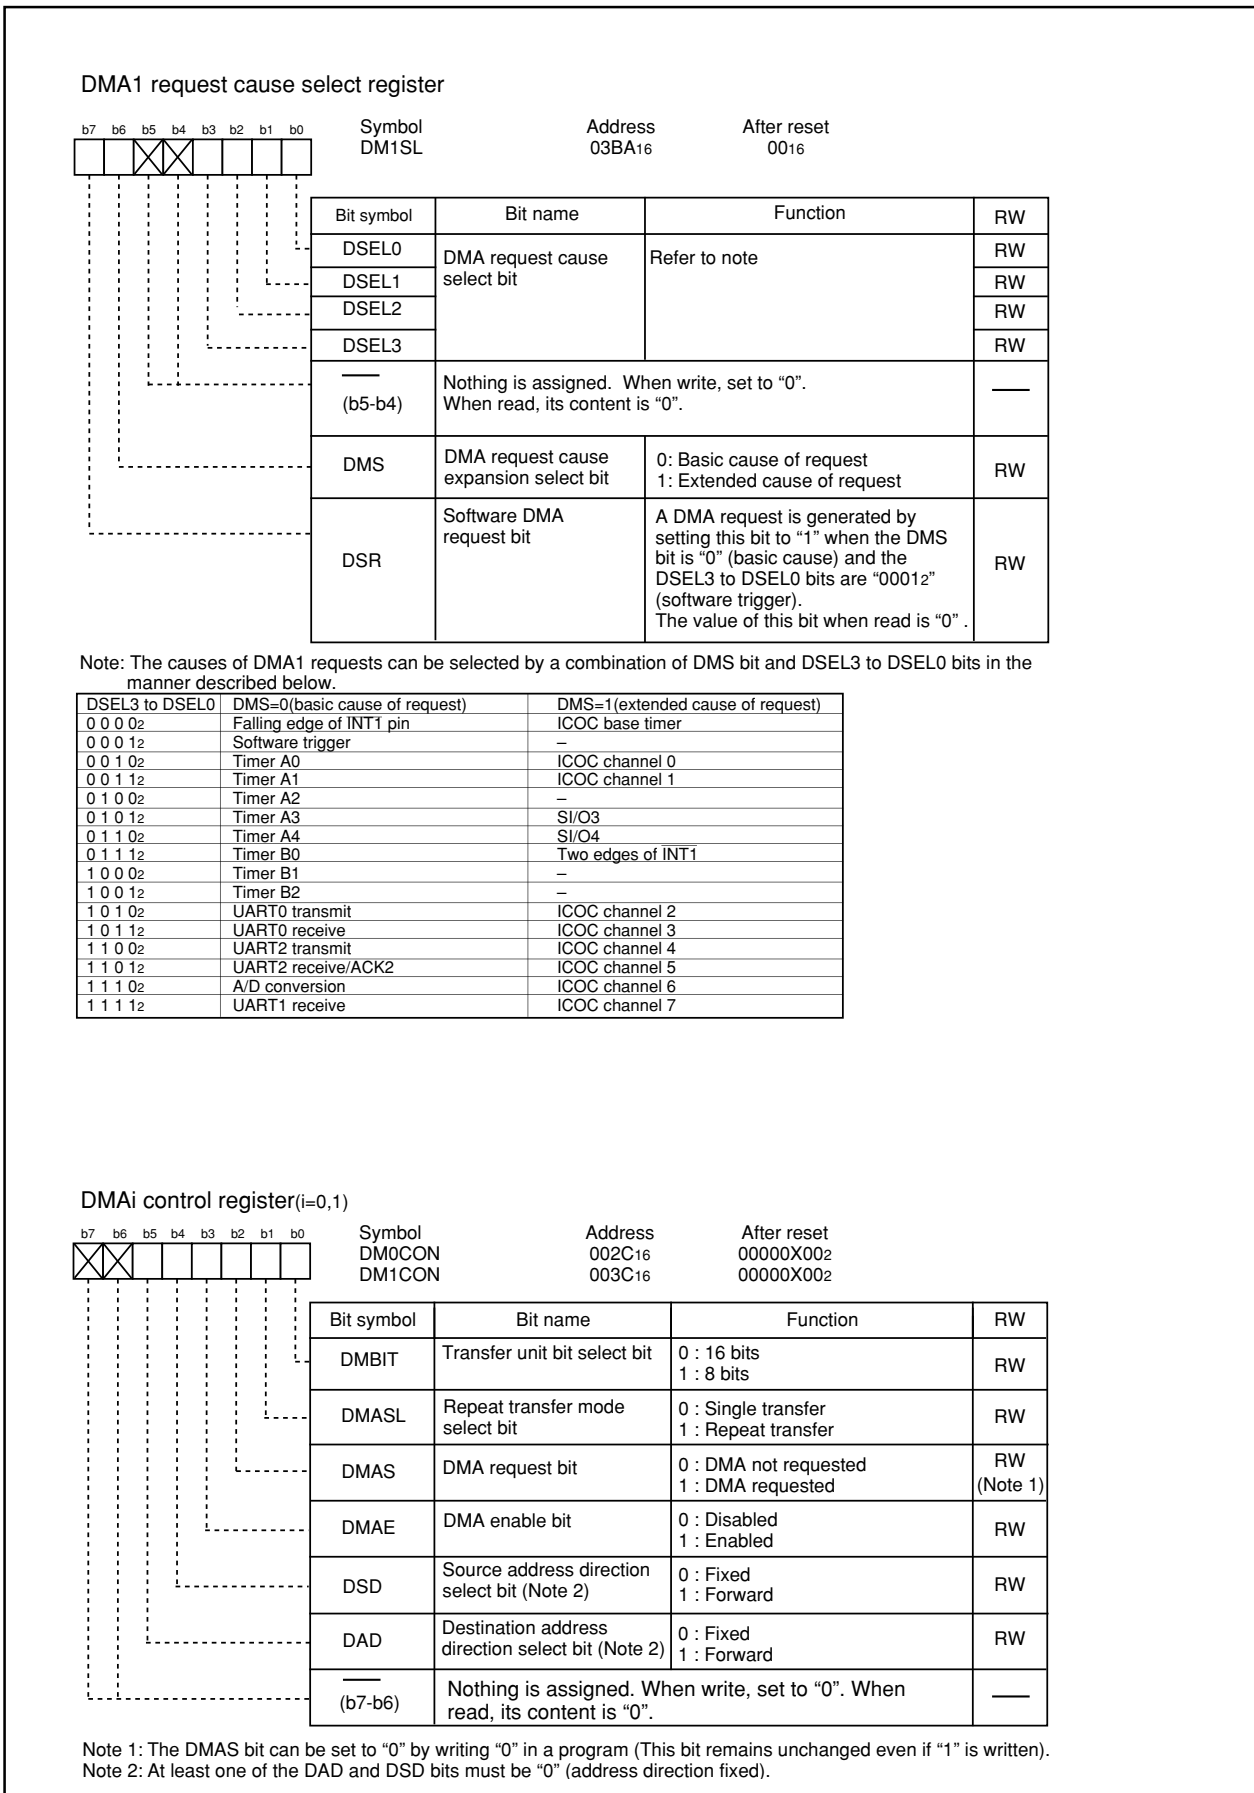 DMA1 request cause select register
b7 b6 b5 b4 b3 b2 b1 b0
Symbol Address After reset
DM1SL 03BA16 0016
Bit symbol Bit name Function RW
DSEL0 DMA request cause select bit Refer to note RW
DSEL1 RW
DSEL2 RW
DSEL3 RW
(b5-b4) Nothing is assigned. When write, set to “0”.
When read, its content is “0”.
DMS DMA request cause expansion select bit 0: Basic cause of request RW
1: Extended cause of request
DSR Software DMA request bit RW
A DMA request is generated by
setting this bit to “1” when the DMS
bit is “0” (basic cause) and the
DSEL3 to DSEL0 bits are “00012”
(software trigger).
The value of this bit when read is “0” .
Note: The causes of DMA1 requests can be selected by a combination of DMS bit and DSEL3 to DSEL0 bits in the
manner described below.
DSEL3 to DSEL0 DMS=0(basic cause of request) DMS=1(extended cause of request)
0 0 0 02 Falling edge of INT1 pin ICOC base timer
0 0 0 12 Software trigger –
0 0 1 02 Timer A0 ICOC channel 0
0 0 1 12 Timer A1 ICOC channel 1
0 1 0 02 Timer A2 –
0 1 0 12 Timer A3 SI/O3
0 1 1 02 Timer A4 SI/O4
0 1 1 12 Timer B0 Two edges of INT1
1 0 0 02 Timer B1 –
1 0 0 12 Timer B2 –
1 0 1 02 UART0 transmit ICOC channel 2
1 0 1 12 UART0 receive ICOC channel 3
1 1 0 02 UART2 transmit ICOC channel 4
1 1 0 12 UART2 receive/ACK2 ICOC channel 5
1 1 1 02 A/D conversion ICOC channel 6
1 1 1 12 UART1 receive ICOC channel 7
DMAi control register(i=0,1)
b7 b6 b5 b4 b3 b2 b1 b0
Symbol Address After reset
DM0CON 002C16 00000X002
DM1CON 003C16 00000X002
Bit symbol Bit name Function RW
DMBIT Transfer unit bit select bit 0 : 16 bits RW
1 : 8 bits
DMASL Repeat transfer mode select bit 0 : Single transfer RW
1 : Repeat transfer
DMAS DMA request bit 0 : DMA not requested RW
1 : DMA requested (Note 1)
DMAE DMA enable bit 0 : Disabled RW
1 : Enabled
DSD Source address direction select bit (Note 2) 0 : Fixed RW
1 : Forward
DAD Destination address direction select bit (Note 2) 0 : Fixed RW
1 : Forward
(b7-b6) Nothing is assigned. When write, set to “0”. When
read, its content is “0”.
Note 1: The DMAS bit can be set to “0” by writing “0” in a program (This bit remains unchanged even if “1” is written).
Note 2: At least one of the DAD and DSD bits must be “0” (address direction fixed).